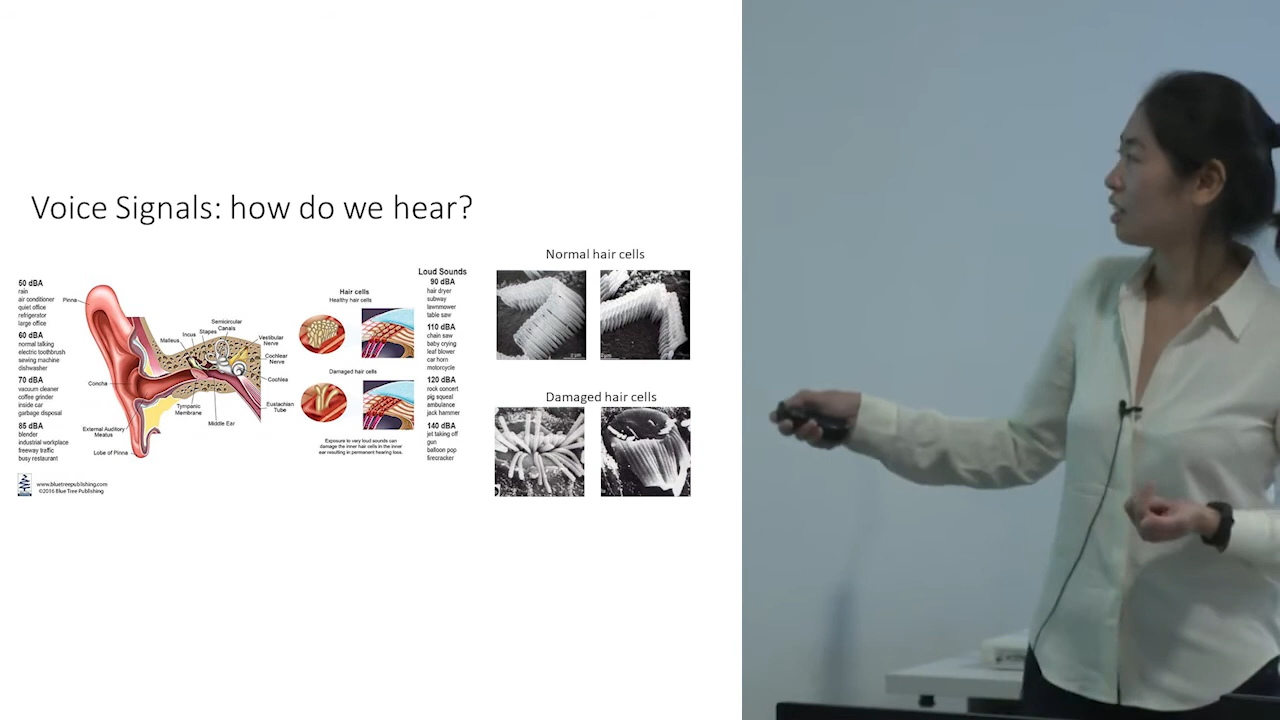 Voice Signals: how do we hear?
50 dBA
rain
air conditioner
quiet office
refrigerator
large office
60 dBA
normal talking
electric toothbrush
sewing machine
dishwasher
70 dBA
vacuum cleaner
coffee grinder
inside car
garbage disposal
85 dBA
blender
industrial workplace
freeway traffic
busy restaurant
Pinna
Concha
External Auditory
Meatus
Lobe of Pinna
Malleus
Incus
Stapes
Semicircular
Canals
Vestibular
Nerve
Cochlear
Nerve
Cochlea
Eustachian
Tube
Tympanic
Membrane
Middle Ear
Hair cells
Healthy hair cells
Damaged hair cells
Exposure to very loud sounds can
damage the inner hair cells in the inner
ear resulting in permanent hearing loss.
Loud Sounds
90 dBA
hair dryer
subway
lawnmower
table saw
110 dBA
chain saw
baby crying
leaf blower
car horn
motorcycle
120 dBA
rock concert
pig squeal
ambulance
jack hammer
140 dBA
jet taking off
gun
balloon pop
firecracker
www.bluetreepublishing.com
©2016 Blue Tree Publishing
Normal hair cells
Damaged hair cells